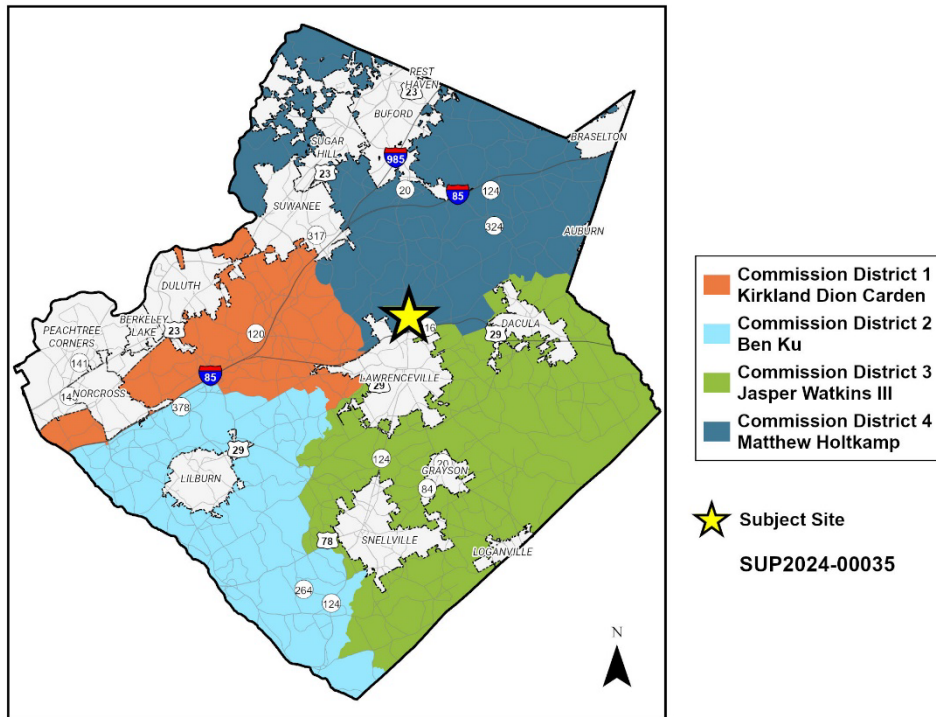 REST
HAVEN
23
BUFORD
BRASELTON
SUGAR
HILL
985
23
20
85
124
SUWANEE
324
317
AUBURN
DULUTH
PEACHTREE
CORNERS
BERKELEY
LAKE
23
120
16
DACULA
29
141
LAWRENCEVILLE
29
85
NORCROSS
14
378
29
124
20
GRAYSON
84
LILBURN
78
SNELLVILLE
LOGANVILLE
264
124
N
Commission District 1
Kirkland Dion Carden
Commission District 2
Ben Ku
Commission District 3
Jasper Watkins III
Commission District 4
Matthew Holtkamp
Subject Site
SUP2024-00035